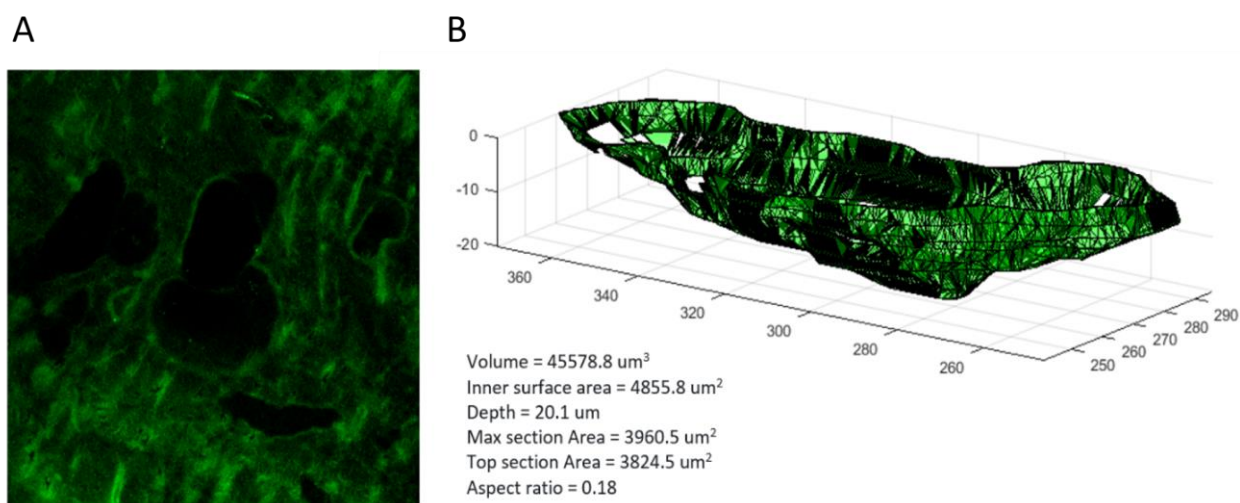 A
B
0
-10
-20
360
340
320
300
280
260
250
260
270
280
290
Volume = 45578.8 um³
Inner surface area = 4855.8 um²
Depth = 20.1 um
Max section Area = 3960.5 um²
Top section Area = 3824.5 um²
Aspect ratio = 0.18